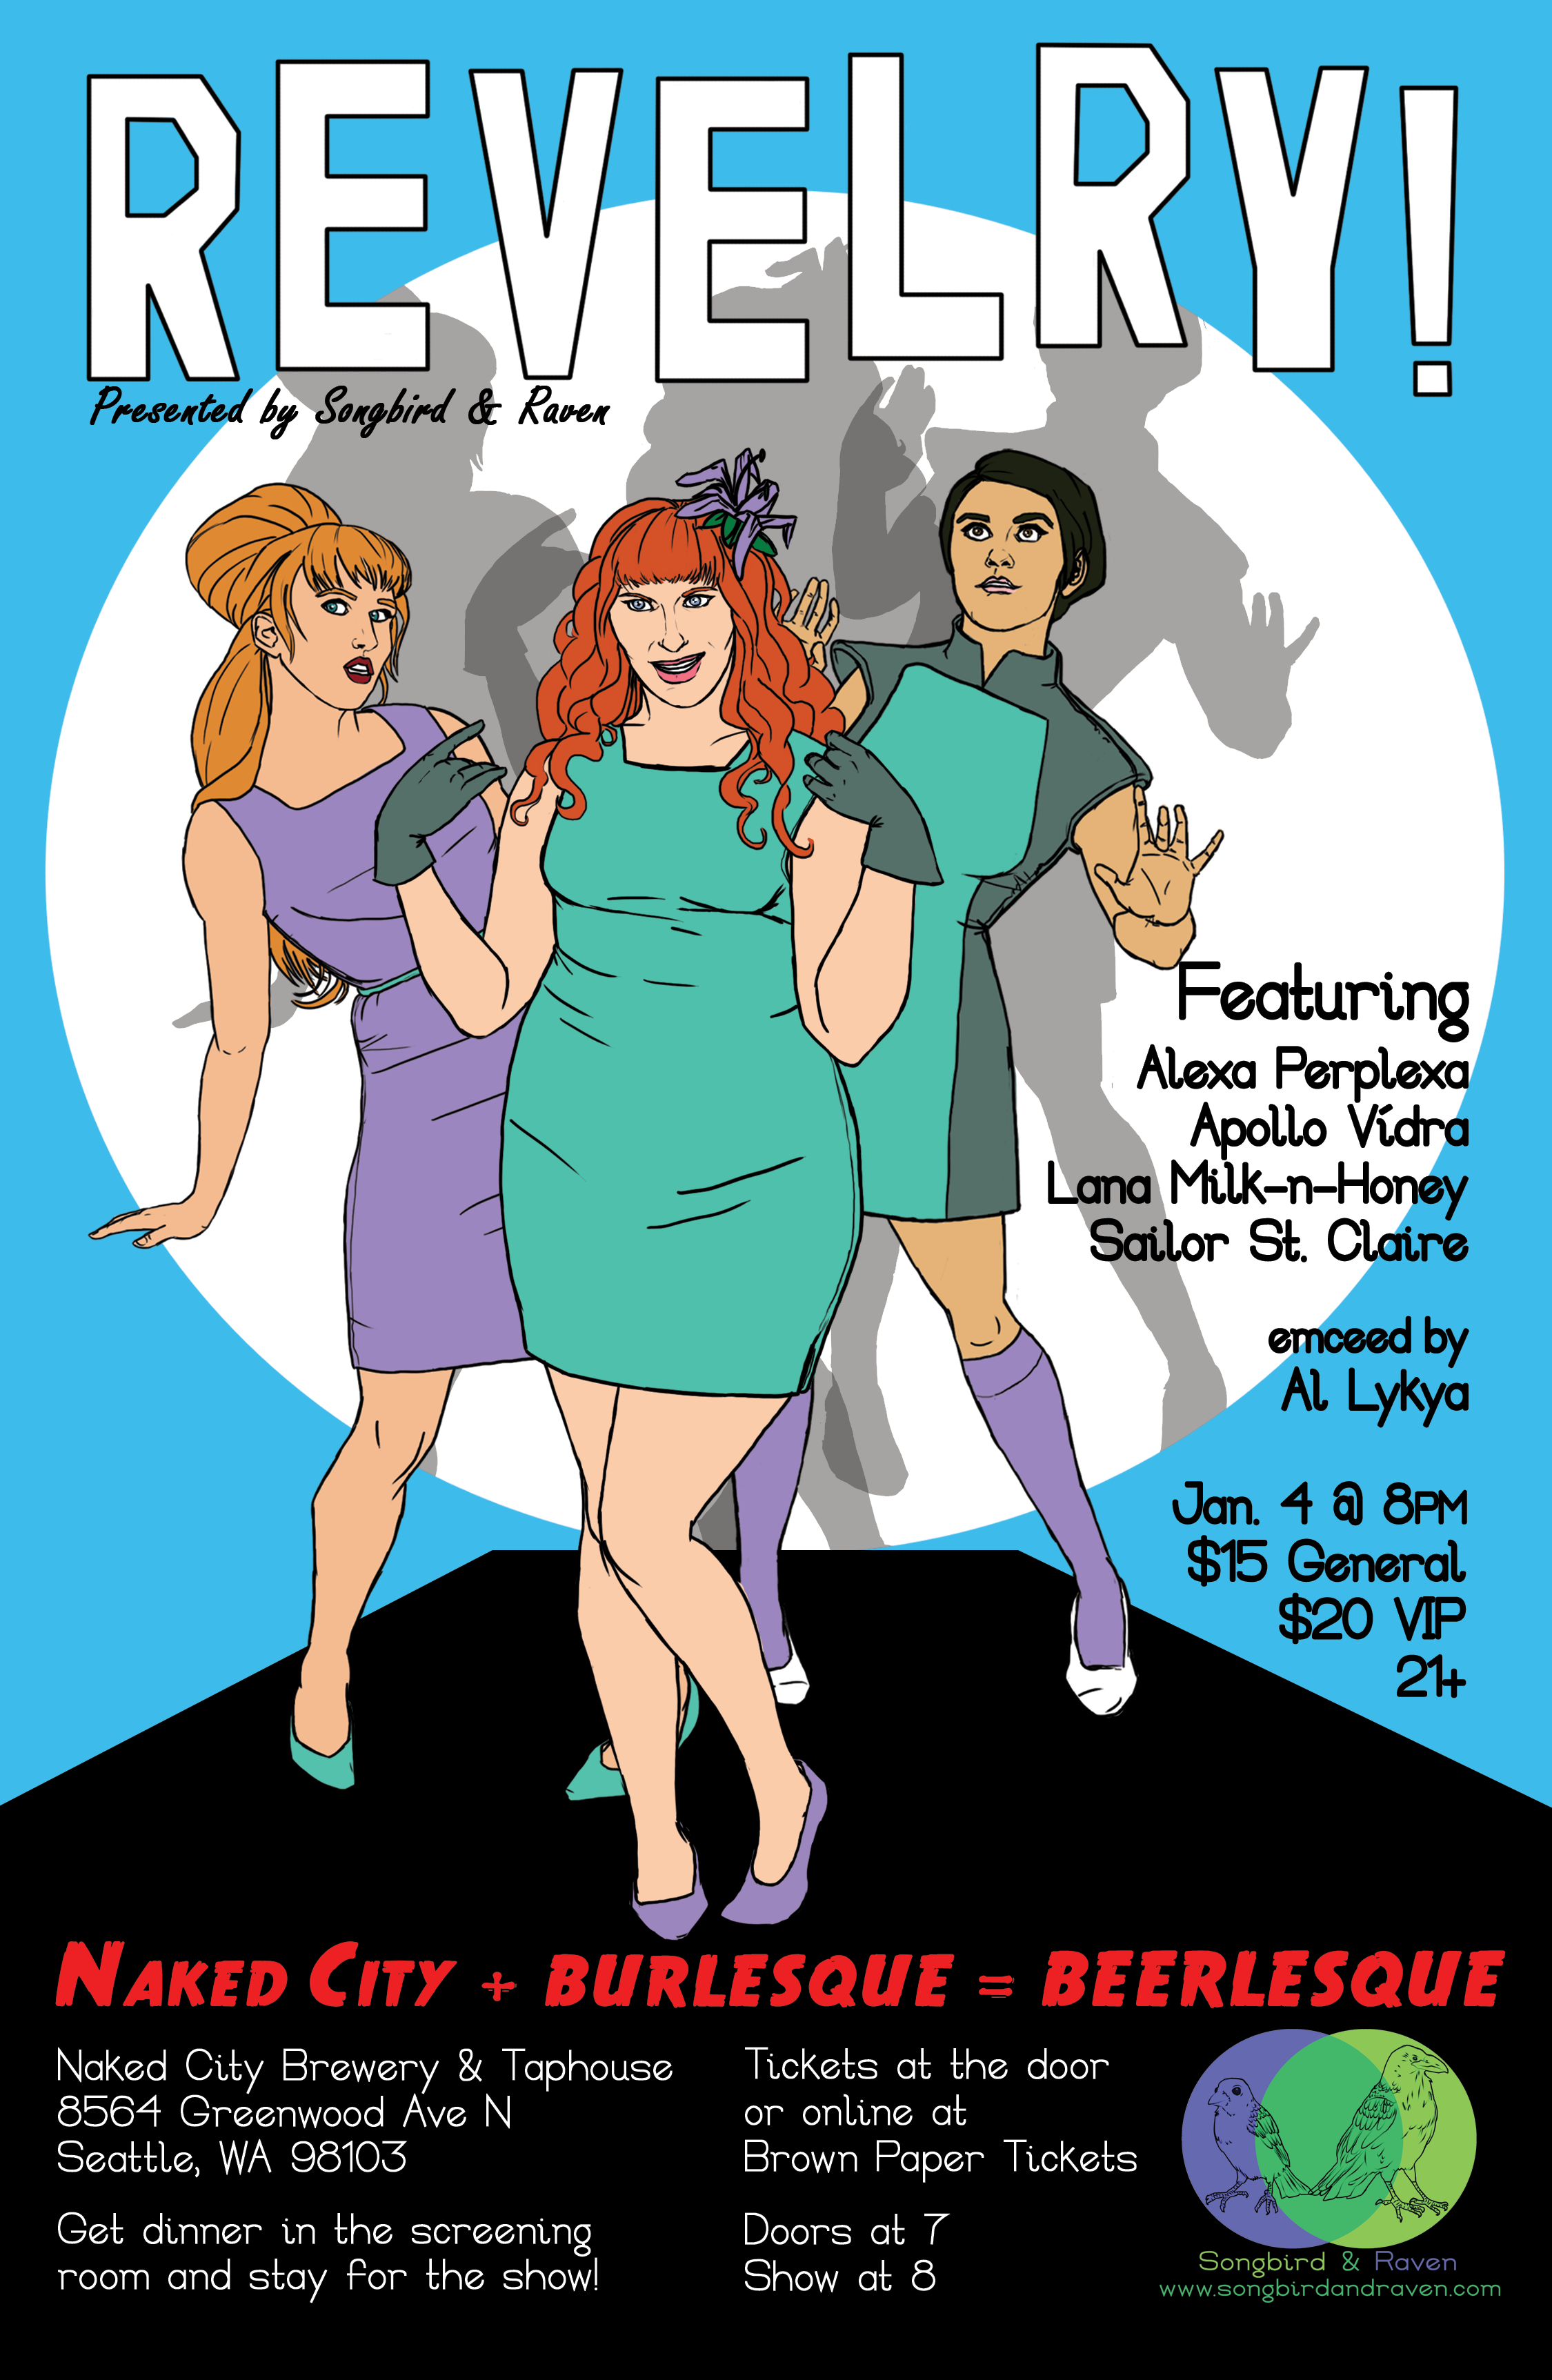 REVELRY!
Presented by Songbird & Raven
Featuring
Alexa Perplexa
Apollo Vídra
Lana Milk-n-Honey
Sailor St. Claire
emceed by
Al Lykya
Jan. 4 @ 8PM
$15 General
$20 VIP
21+
NAKED CITY + BURLESQUE = BEERLESQUE
Naked City Brewery & Taphouse
8564 Greenwood Ave N
Seattle, WA 98103
Get dinner in the screening
room and stay for the show!
Tickets at the door
or online at
Brown Paper Tickets
Doors at 7
Show at 8
Songbird & Raven
www.songbirdandraven.com